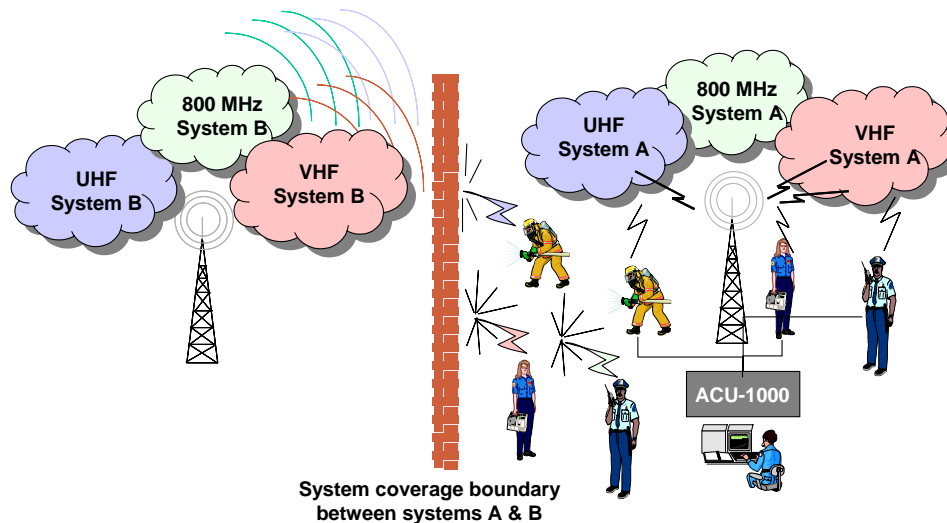 800 MHz
System B
UHF
System B
VHF
System B
800 MHz
System A
UHF
System A
VHF
System A
ACU-1000
System coverage boundary
between systems A & B